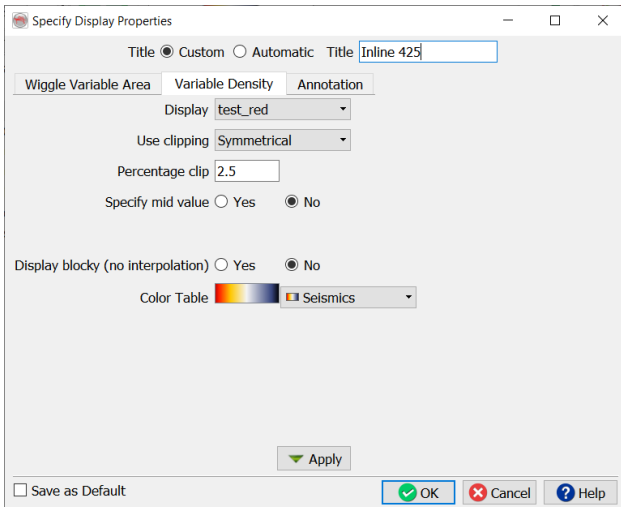 Specify Display Properties
Title Custom Automatic Title Inline 425
Wiggle Variable Area Variable Density Annotation
Display test_red
Use clipping Symmetrical
Percentage clip 2.5
Specify mid value Yes No
Display blocky (no interpolation) Yes No
Color Table Seismics
Apply
Save as Default OK Cancel ? Help